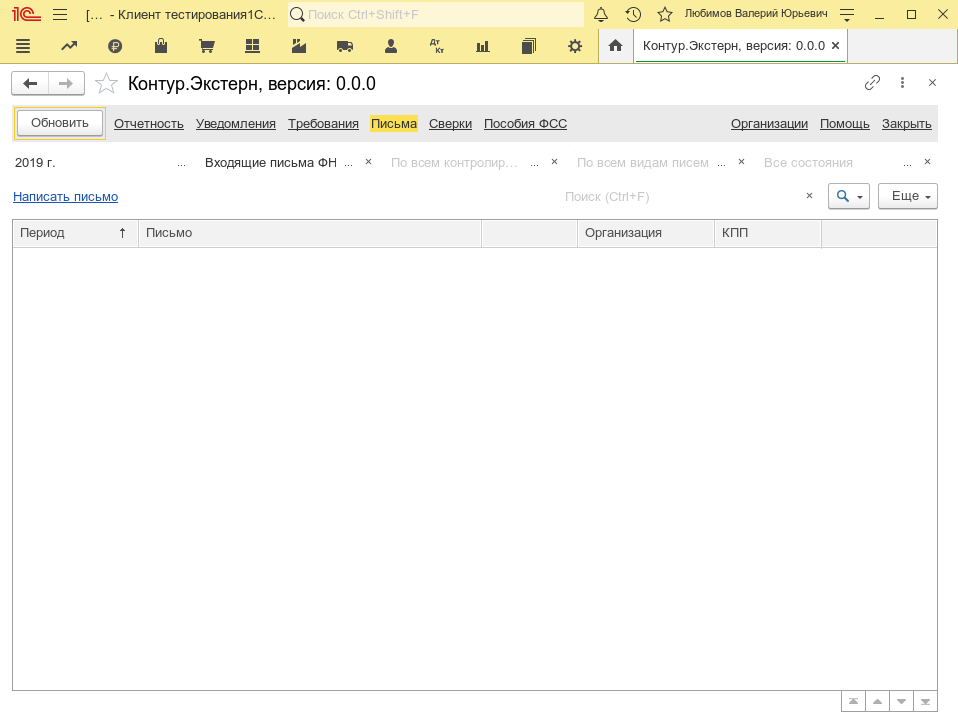 1С [... - Клиент тестирования1С... Поиск Ctrl+Shift+F Любимов Валерий Юрьевич
Дт Кт Контур.Экстерн, версия: 0.0.0 ×
Контур.Экстерн, версия: 0.0.0
Обновить Отчетность Уведомления Требования Письма Сверки Пособия ФСС Организации Помощь Закрыть
2019 г. ... Входящие письма ФН ... × По всем контролир... ... × По всем видам писем ... × Все состояния ... ×
Написать письмо Поиск (Ctrl+F) × Еще
Период ↑ Письмо Организация КПП